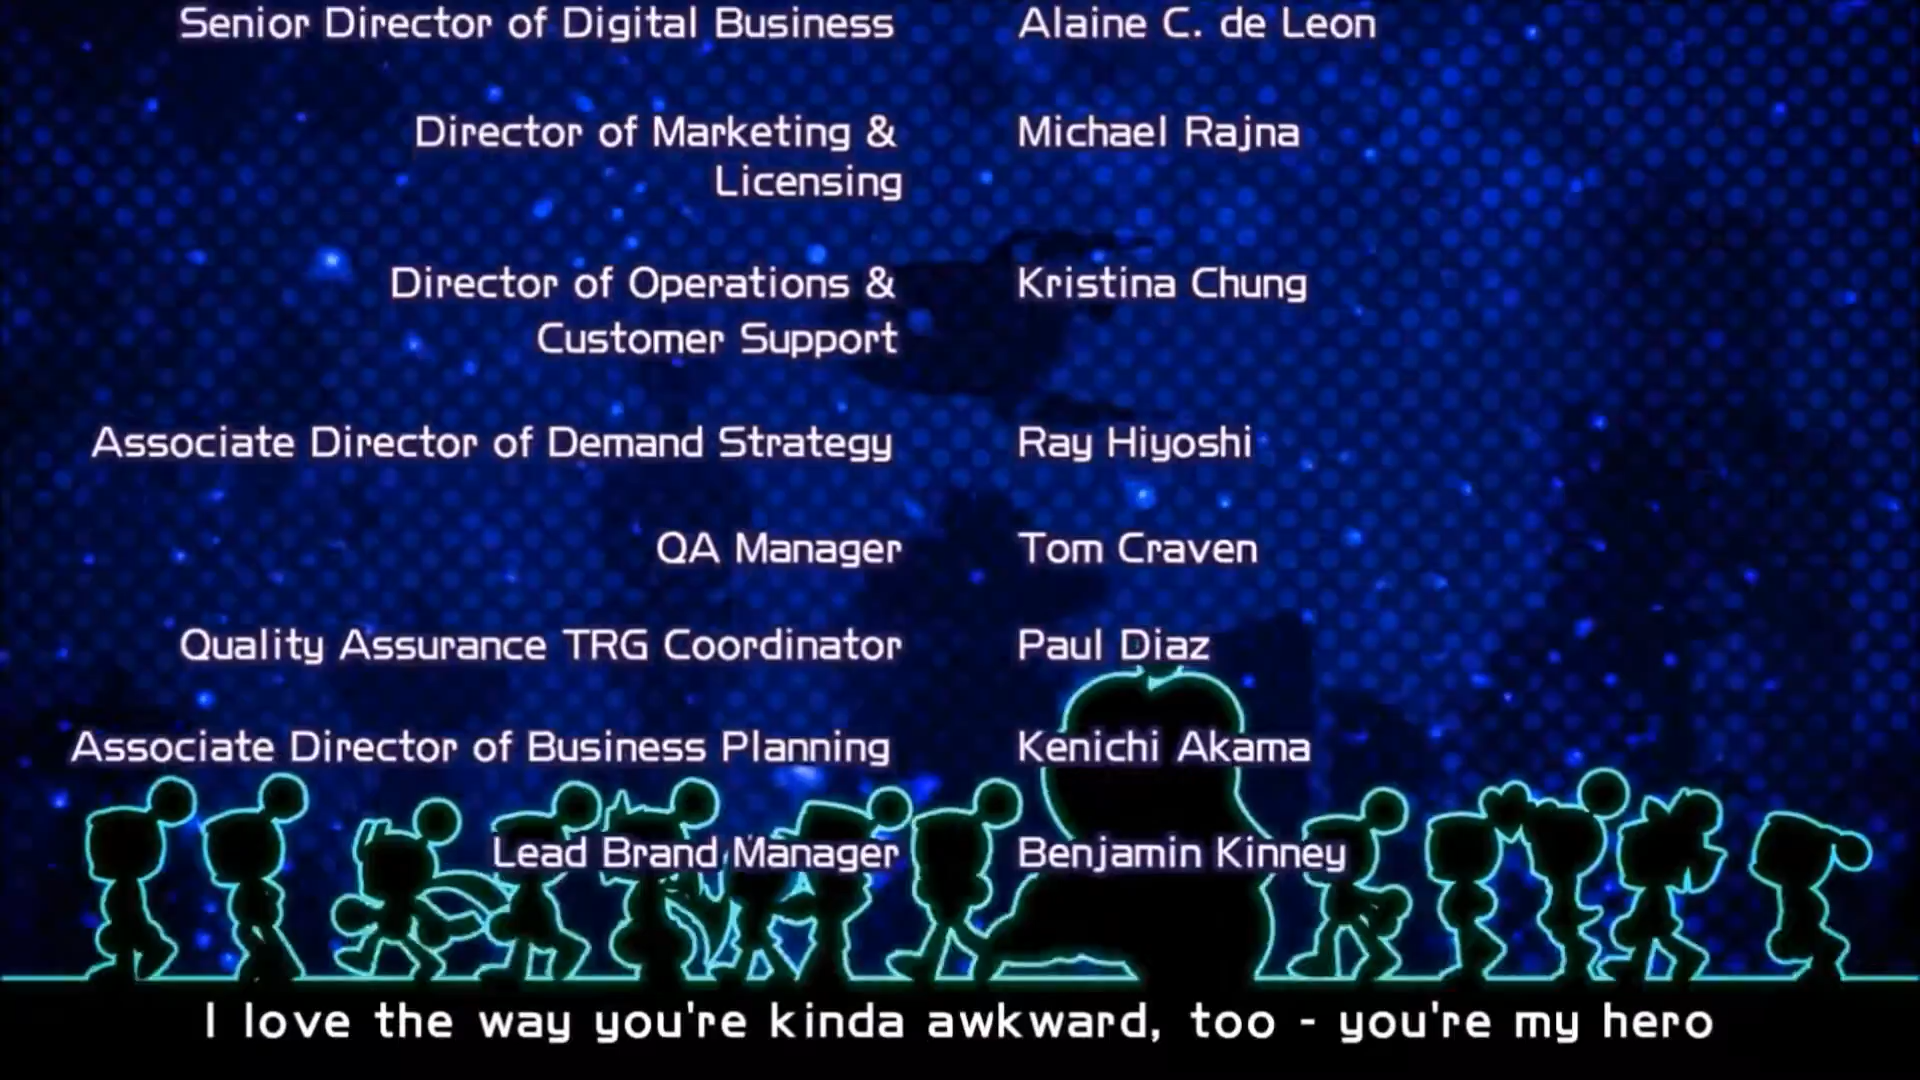 Senior Director of Digital Business Alaine C. de Leon
Director of Marketing & Michael Rajna
Licensing
Director of Operations & Kristina Chung
Customer Support
Associate Director of Demand Strategy Ray Hiyoshi
QA Manager Tom Craven
Quality Assurance TRG Coordinator Paul Diaz
Associate Director of Business Planning Kenichi Akama
Lead Brand Manager Benjamin Kinney
I love the way you're kinda awkward, too - you're my hero